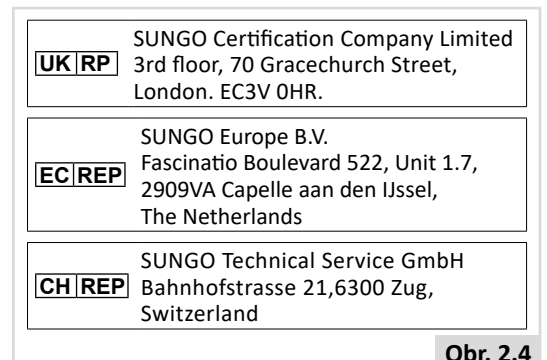 UK RP
SUNGO Certification Company Limited
3rd floor, 70 Gracechurch Street,
London. EC3V 0HR.
EC REP
SUNGO Europe B.V.
Fascinatio Boulevard 522, Unit 1.7,
2909VA Capelle aan den IJssel,
The Netherlands
CH REP
SUNGO Technical Service GmbH
Bahnhofstrasse 21,6300 Zug,
Switzerland
Obr. 2.4